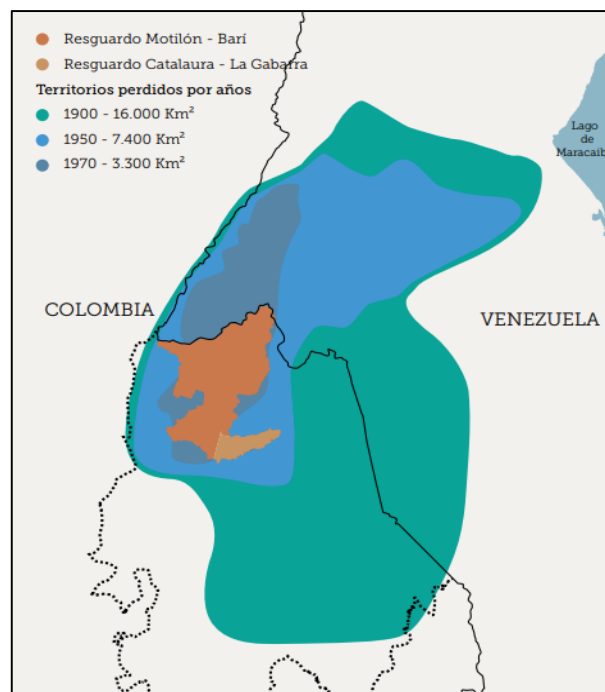 Resguardo Motilón - Barí
Resguardo Catalaura - La Gabarra
Territorios perdidos por años
1900 - 16.000 Km²
1950 - 7.400 Km²
1970 - 3.300 Km²
Lago
de
Maracaib
COLOMBIA
VENEZUELA